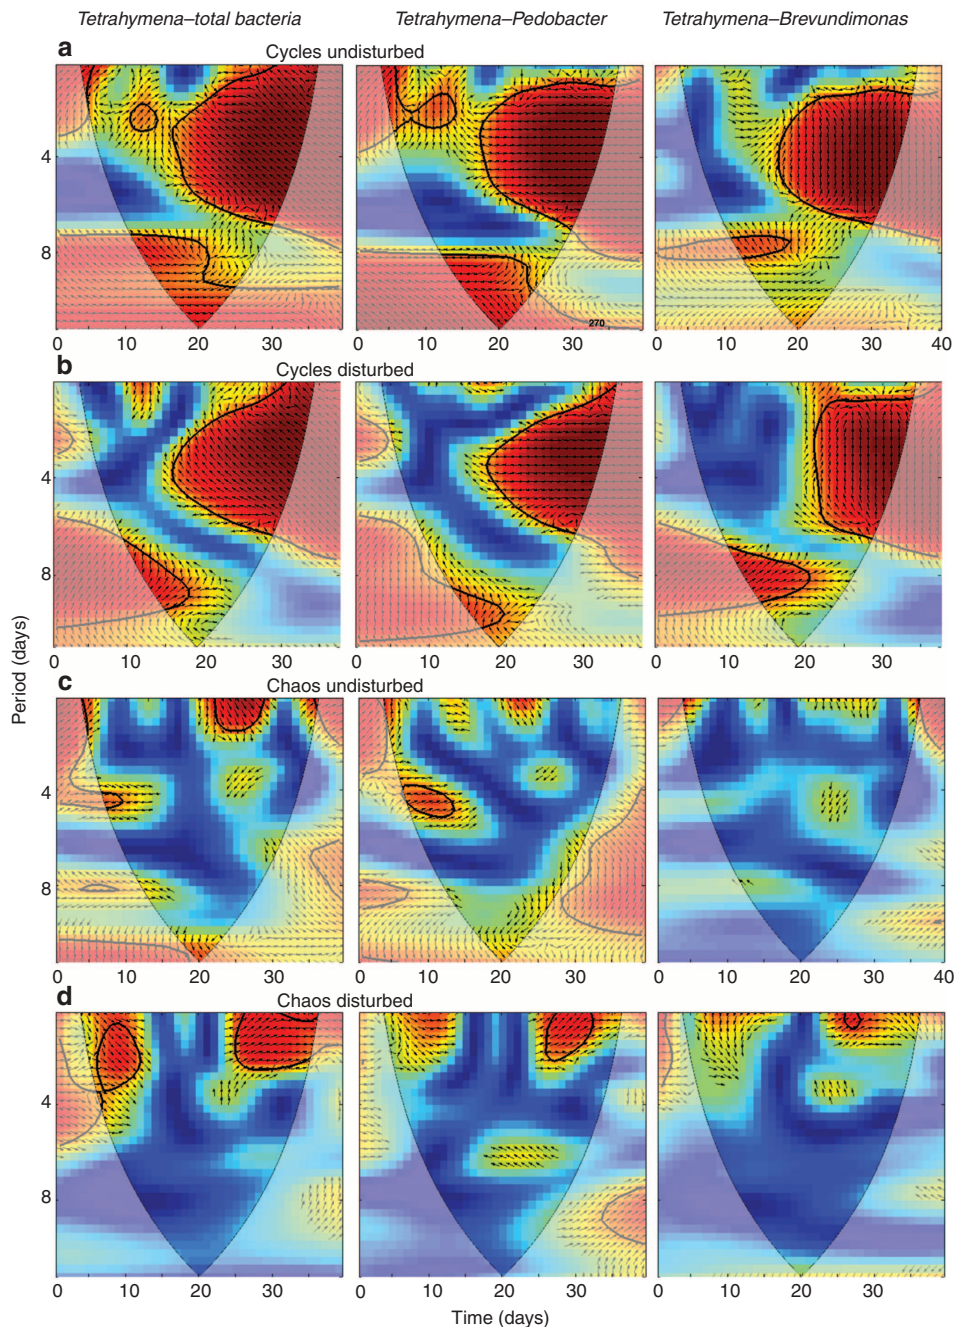 Tetrahymena–total bacteria Tetrahymena–Pedobacter Tetrahymena–Brevundimonas
a Cycles undisturbed
4
8
270
0 10 20 30 0 10 20 30 0 10 20 30 40
b Cycles disturbed
4
8
0 10 20 30 0 10 20 30 0 10 20 30
Period (days)
c Chaos undisturbed
4
8
0 10 20 30 0 10 20 30 0 10 20 30 40
d Chaos disturbed
4
8
0 10 20 30 0 10 20 30 0 10 20 30 40
Time (days)